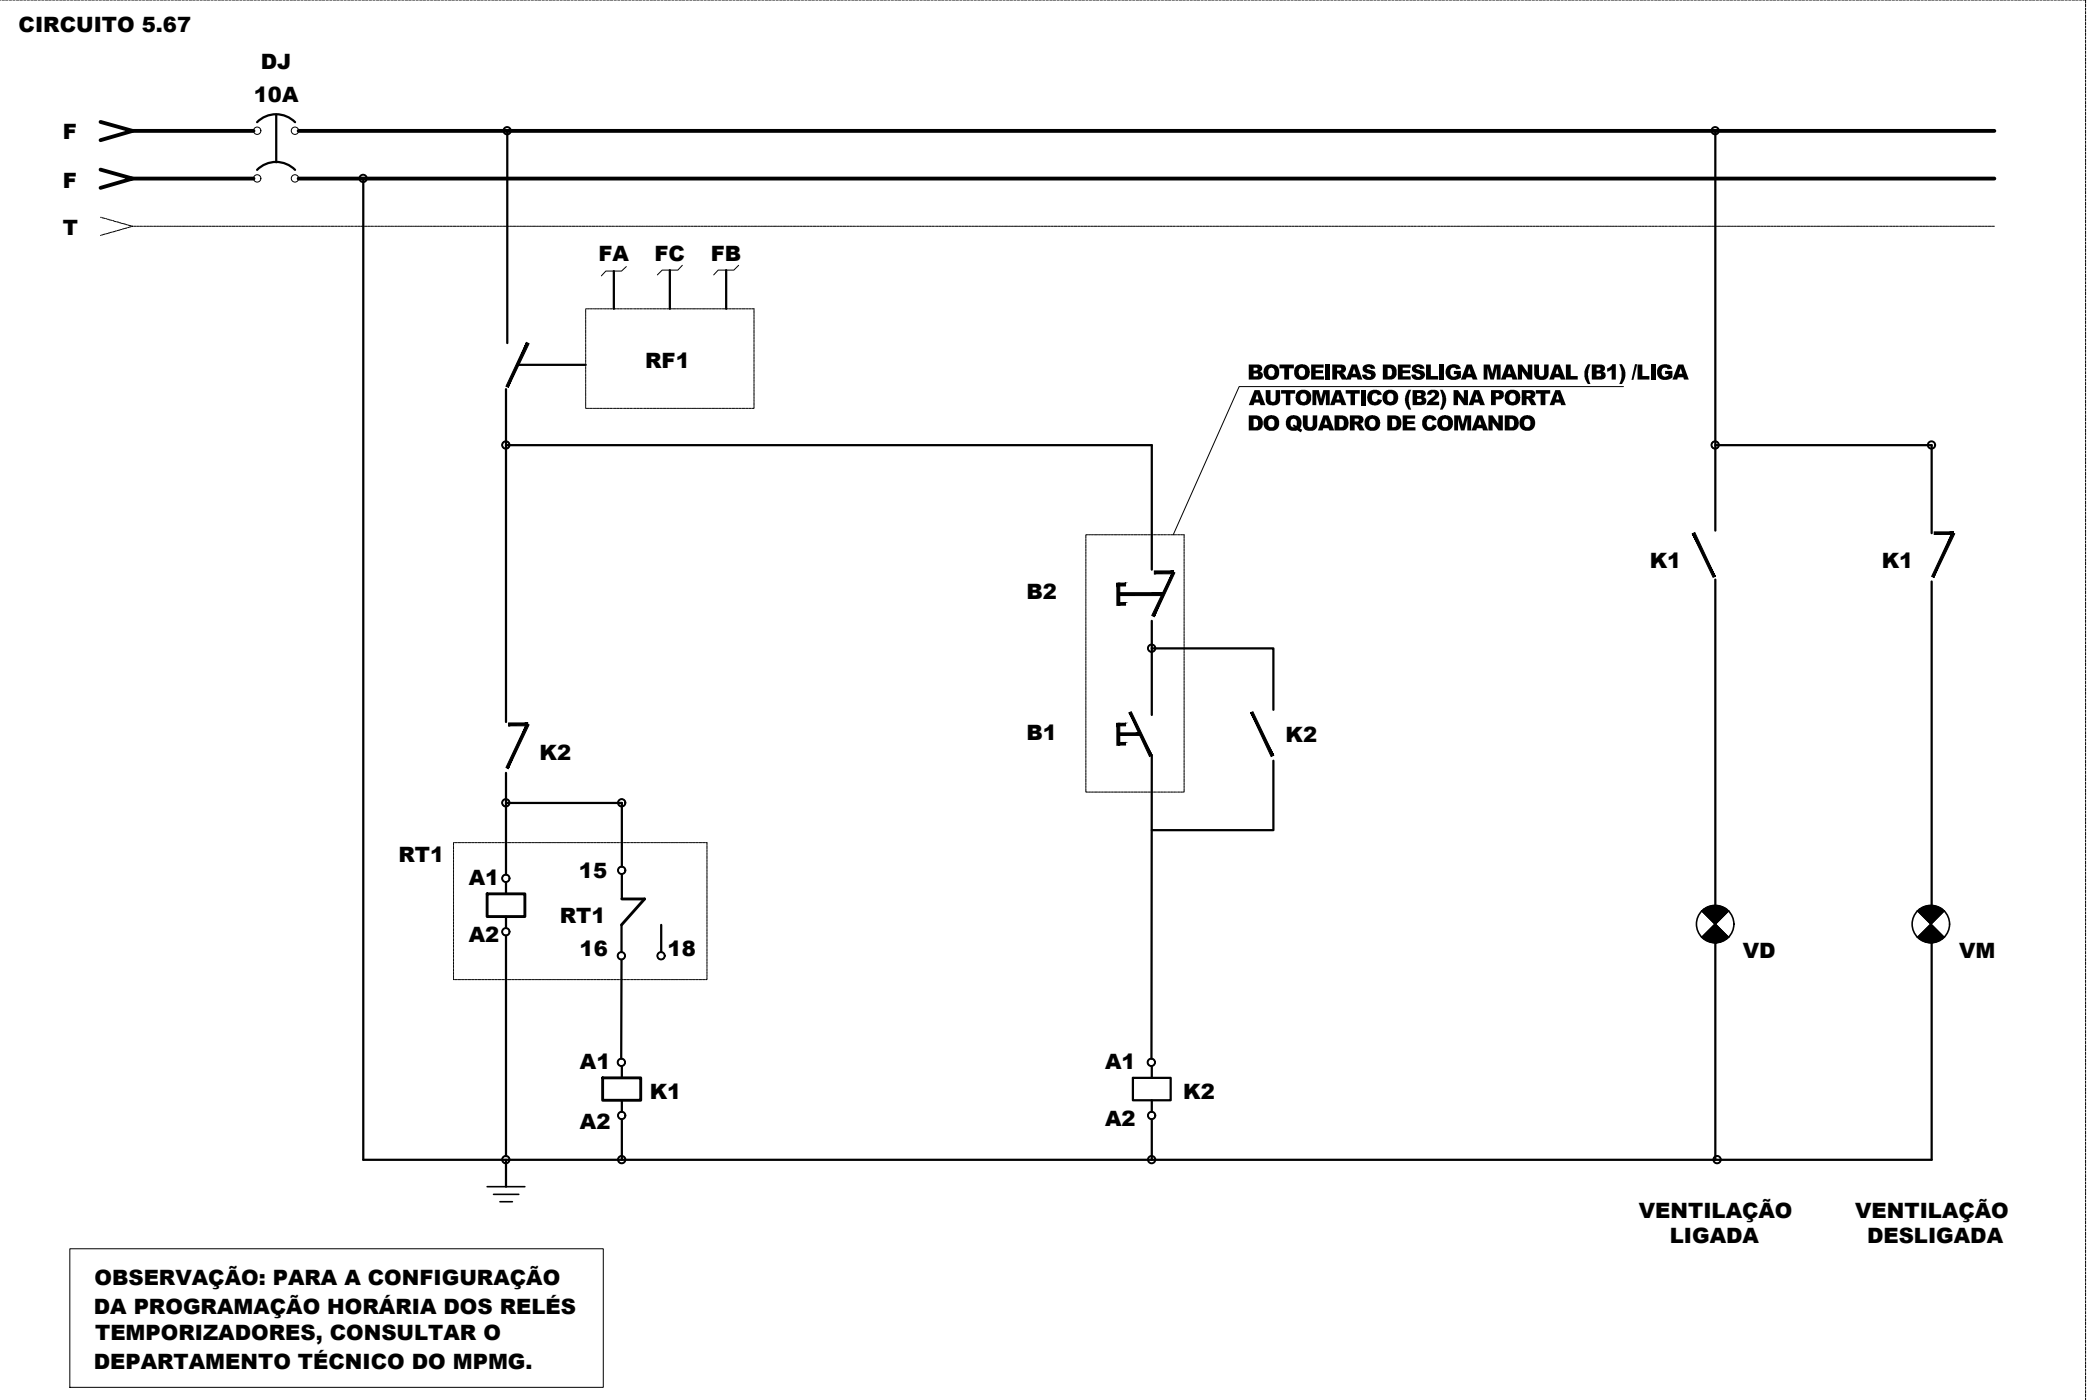 CIRCUITO 5.67
DJ
10A
F
F
T
FA FC FB
RF1
BOTOEIRAS DESLIGA MANUAL (B1) /LIGA
AUTOMATICO (B2) NA PORTA
DO QUADRO DE COMANDO
K1 K1
B2
B1 K2
K2
RT1
A1 15
RT1
A2 16 18
VD VM
A1 A1
K1 K2
A2 A2
VENTILAÇÃO
LIGADA
VENTILAÇÃO
DESLIGADA
OBSERVAÇÃO: PARA A CONFIGURAÇÃO
DA PROGRAMAÇÃO HORÁRIA DOS RELÉS
TEMPORIZADORES, CONSULTAR O
DEPARTAMENTO TÉCNICO DO MPMG.